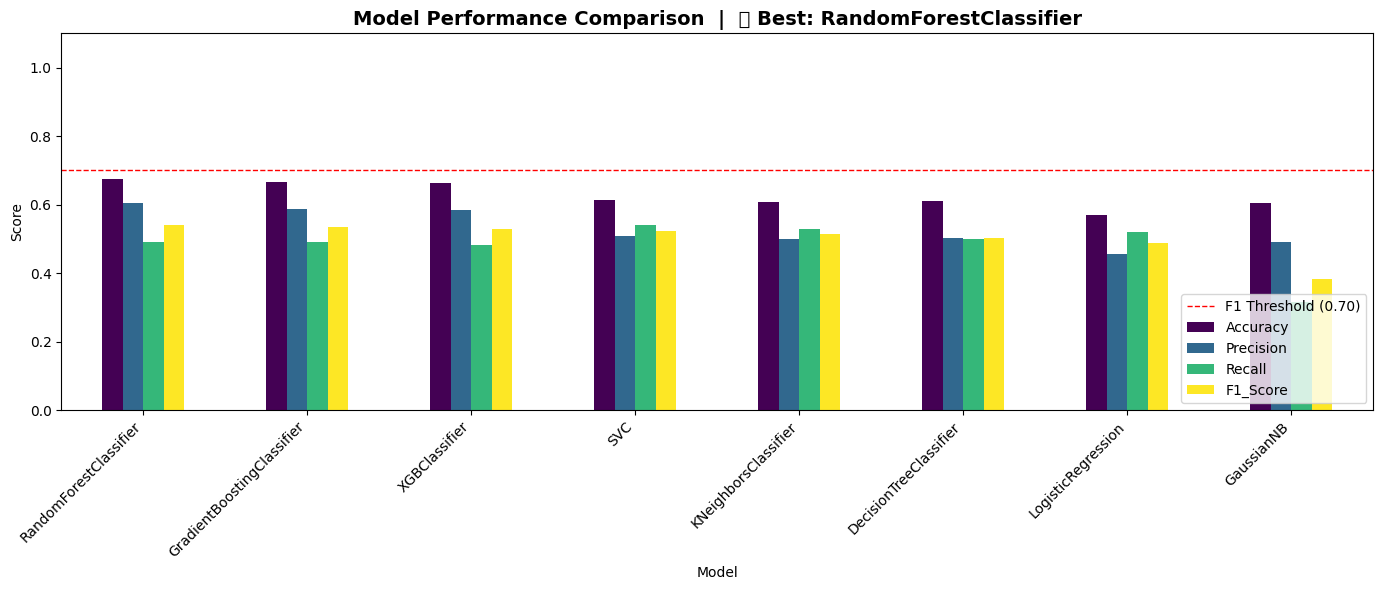 Model Performance Comparison | Best: RandomForestClassifier
Score
1.0
0.8
0.6
0.4
0.2
0.0
F1 Threshold (0.70)
Accuracy
Precision
Recall
F1_Score
RandomForestClassifier
GradientBoostingClassifier
XGBClassifier
SVC
KNeighborsClassifier
DecisionTreeClassifier
LogisticRegression
GaussianNB
Model